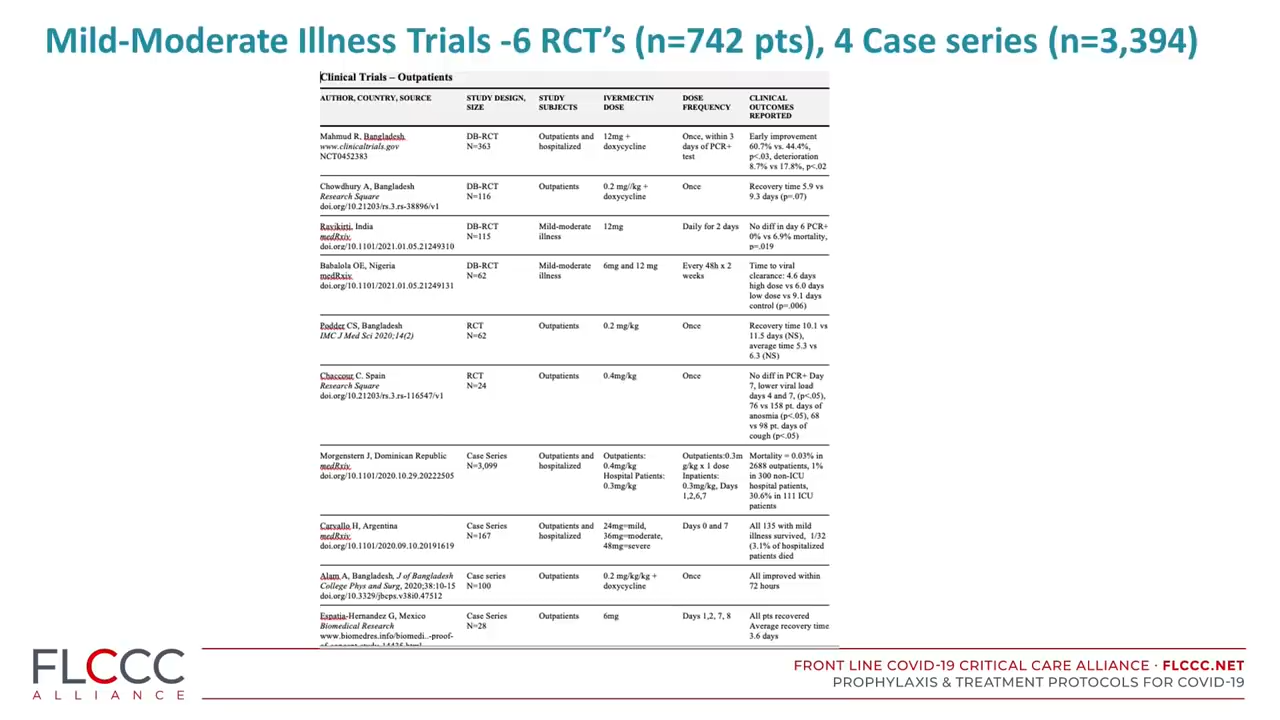 Mild-Moderate Illness Trials -6 RCT’s (n=742 pts), 4 Case series (n=3,394)
Clinical Trials – Outpatients
AUTHOR, COUNTRY, SOURCE
STUDY DESIGN,
SIZE
STUDY
SUBJECTS
IVERMECTIN
DOSE
DOSE
FREQUENCY
CLINICAL
OUTCOMES
REPORTED
Mahmud R, Bangladesh
www.clinicaltrials.gov
NCT0452383
DB-RCT
N=363
Outpatients and
hospitalized
12mg +
doxycycline
Once, within 3
days of PCR+
test
Early improvement
60.7% vs. 44.4%,
p<.03, deterioration
8.7% vs 17.8%, p<.02
Chowdhury A, Bangladesh
Research Square
doi.org/10.21203/rs.3.rs-38896/v1
DB-RCT
N=116
Outpatients
0.2 mg//kg +
doxycycline
Once
Recovery time 5.9 vs
9.3 days (p=.07)
Ravikirti, India
medRxiv
doi.org/10.1101/2021.01.05.21249310
DB-RCT
N=115
Mild-moderate
illness
12mg
Daily for 2 days
No diff in day 6 PCR+
0% vs 6.9% mortality,
p=.019
Babalola OE, Nigeria
medRxiv
doi.org/10.1101/2021.01.05.21249131
DB-RCT
N=62
Mild-moderate
illness
6mg and 12 mg
Every 48h x 2
weeks
Time to viral
clearance: 4.6 days
high dose vs 6.0 days
low dose vs 9.1 days
control (p=.006)
Podder CS, Bangladesh
IMC J Med Sci 2020;14(2)
RCT
N=62
Outpatients
0.2 mg/kg
Once
Recovery time 10.1 vs
11.5 days (NS),
average time 5.3 vs
6.3 (NS)
Chaccour C. Spain
Research Square
doi.org/10.21203/rs.3.rs-116547/v1
RCT
N=24
Outpatients
0.4mg/kg
Once
No diff in PCR+ Day
7, lower viral load
days 4 and 7, (p<.05),
76 vs 158 pt. days of
anosmia (p<.05), 68
vs 98 pt. days of
cough (p<.05)
Morgenstern J, Dominican Republic
medRxiv
doi.org/10.1101/2020.10.29.20222505
Case Series
N=3,099
Outpatients and
hospitalized
Outpatients:
0.4mg/kg
Hospital Patients:
0.3mg/kg
Outpatients:0.3m
g/kg x 1 dose
Inpatients:
0.3mg/kg, Days
1,2,6,7
Mortality = 0.03% in
2688 outpatients, 1%
in 300 non-ICU
hospital patients,
30.6% in 111 ICU
patients
Carvallo H, Argentina
medRxiv
doi.org/10.1101/2020.09.10.20191619
Case Series
N=167
Outpatients and
hospitalized
24mg=mild,
36mg=moderate,
48mg=severe
Days 0 and 7
All 135 with mild
illness survived, 1/32
(3.1% of hospitalized
patients died
Alam A, Bangladesh, J of Bangladesh
College Phys and Surg, 2020;38:10-15
doi.org/10.3329/jbcps.v38i0.47512
Case series
N=100
Outpatients
0.2 mg/kg/kg +
doxycycline
Once
All improved within
72 hours
Espatia-Hernandez G, Mexico
Biomedical Research
www.biomedres.info/biomedi..-proof-
of-concept-study-14435.html
Case Series
N=28
Outpatients
6mg
Days 1,2, 7, 8
All pts recovered
Average recovery time
3.6 days
FLCCC
ALLIANCE
FRONT LINE COVID-19 CRITICAL CARE ALLIANCE · FLCCC.NET
PROPHYLAXIS & TREATMENT PROTOCOLS FOR COVID-19